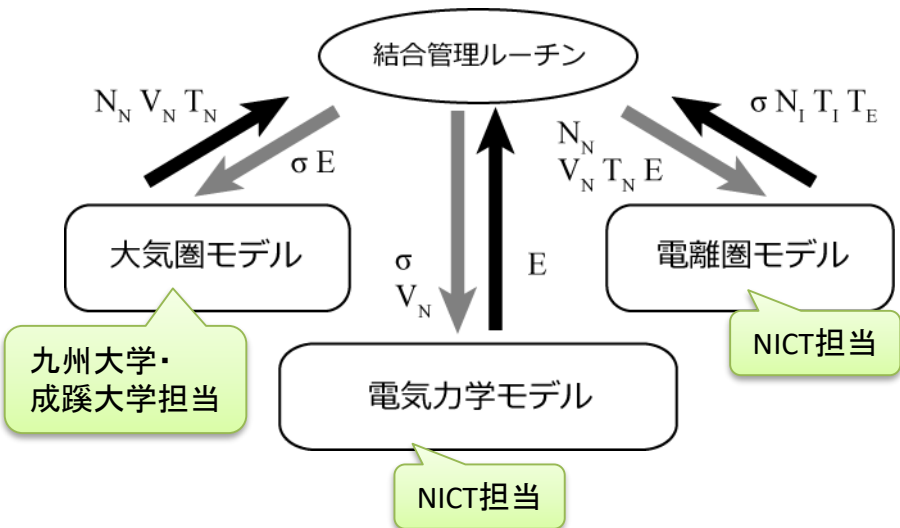 結合管理ルーチン
N_N V_N T_N
σ E
N_N
V_N T_N E
σ N_I T_I T_E
大気圏モデル
電離圏モデル
σ
V_N
E
九州大学・
成蹊大学担当
NICT担当
電気力学モデル
NICT担当